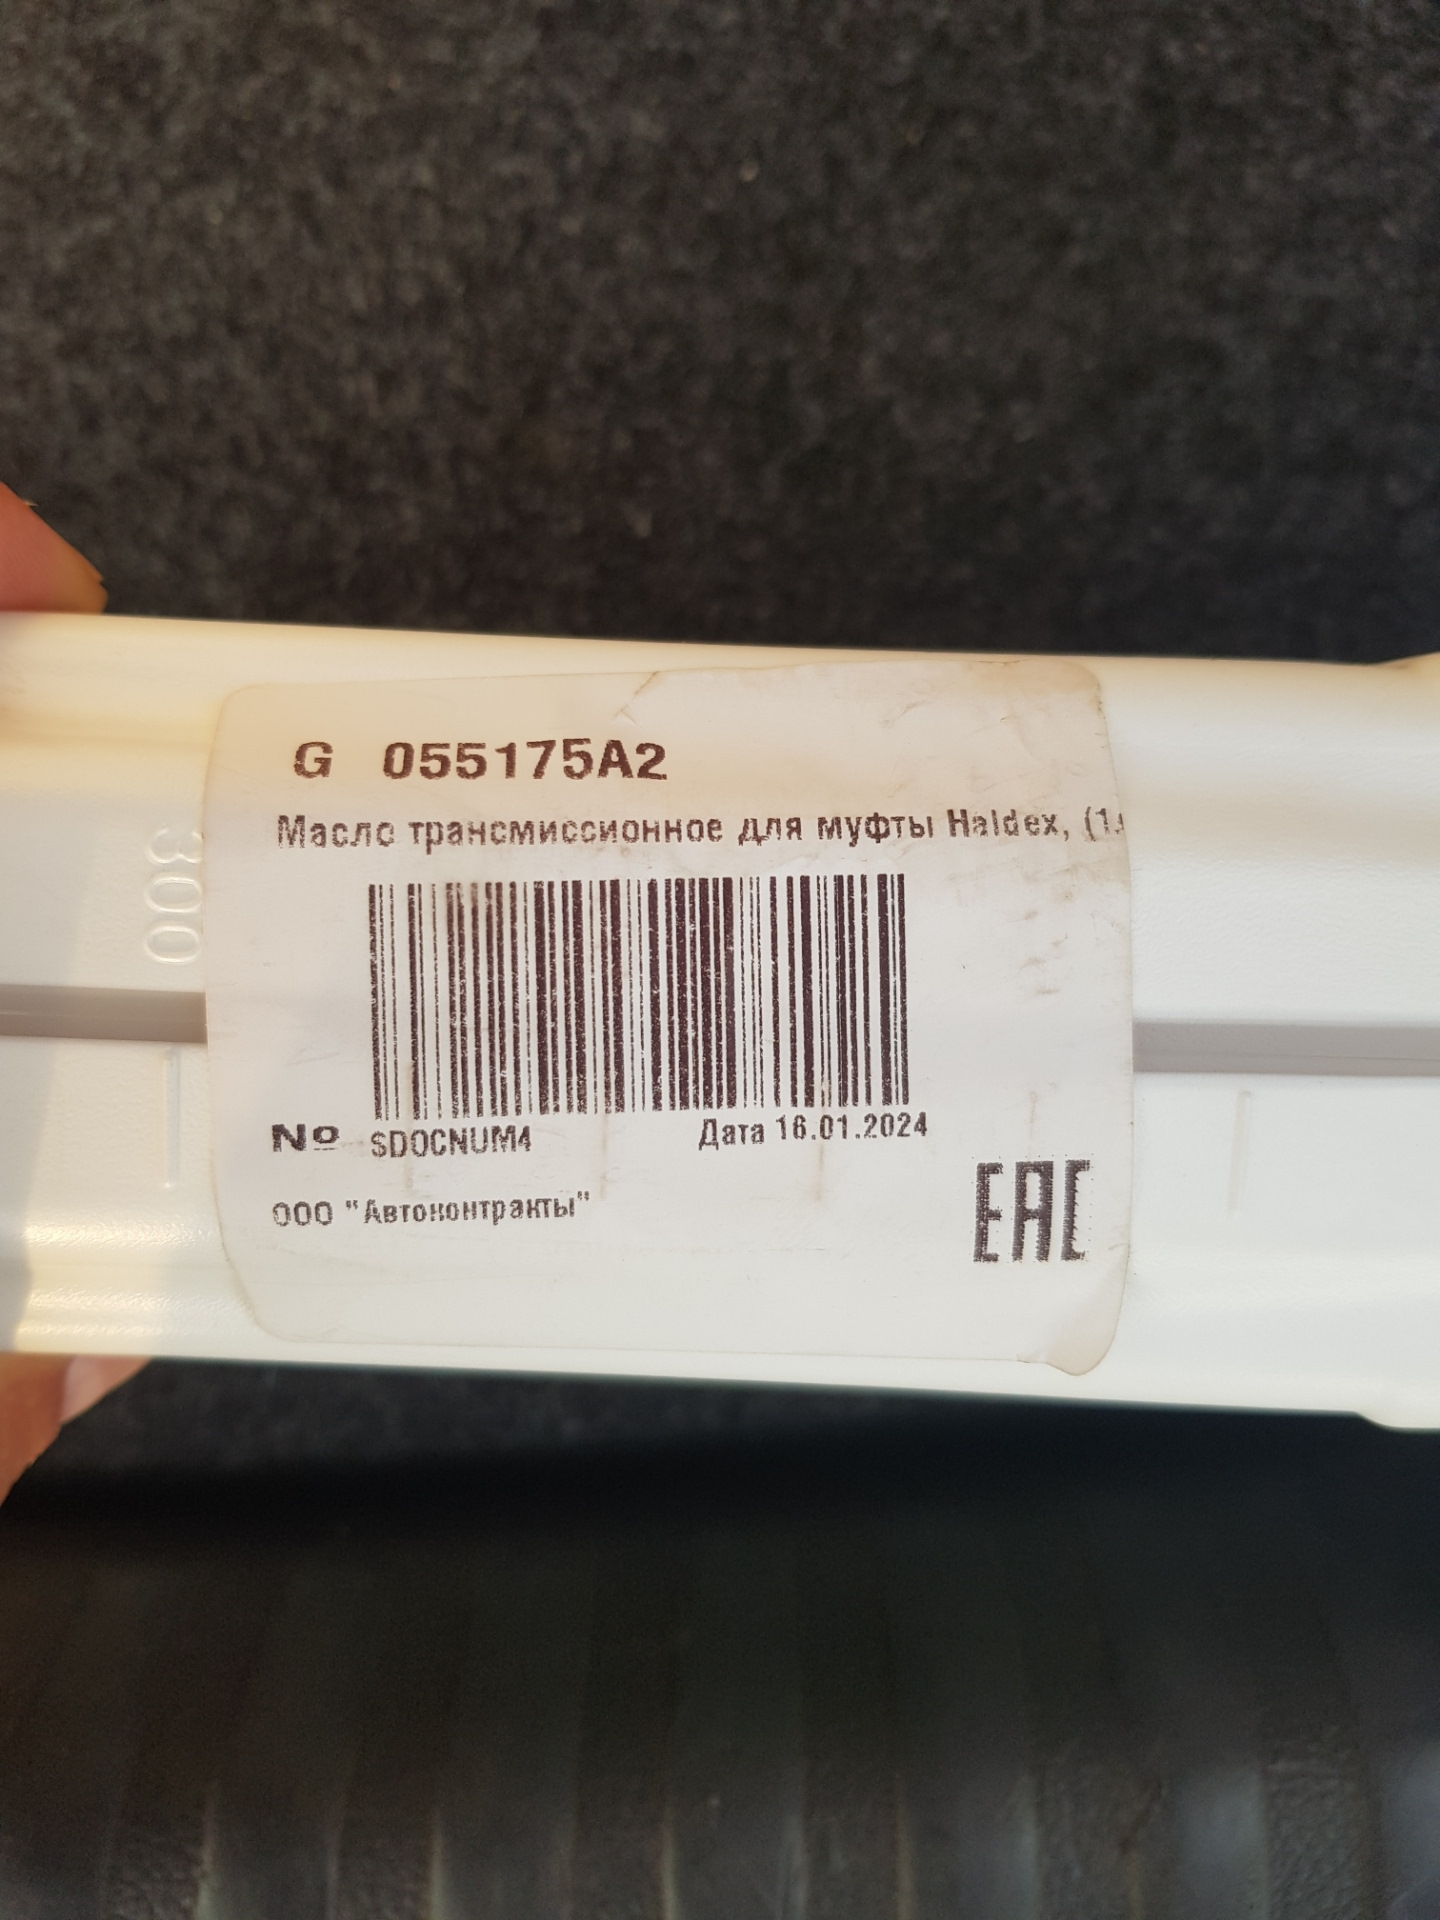 G 055175A2
Масло трансмиссионное для муфты Haldex, (1
300
№ SDOCNUM4 Дата 16.01.2024
ООО "Автоконтракты"
EAC